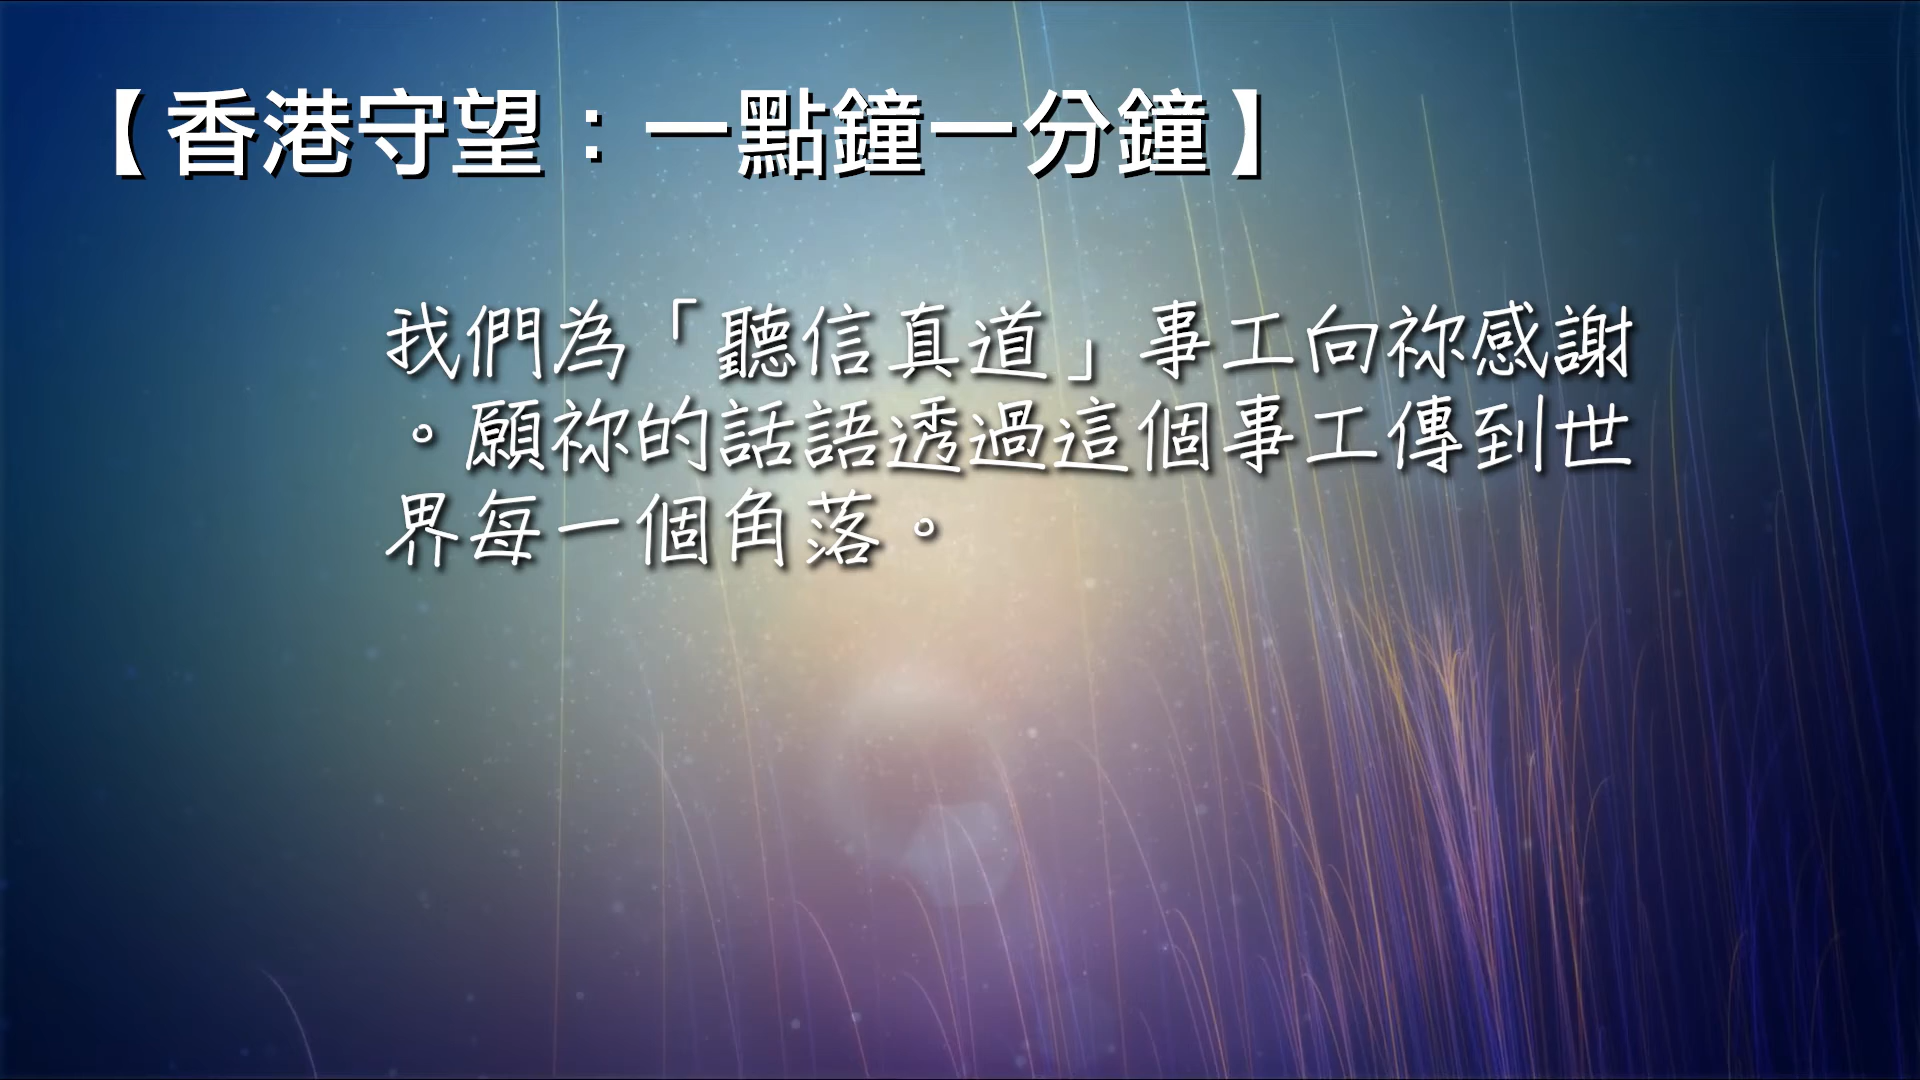 【香港守望：一點鐘一分鐘】
我們為「聽信真道」事工向祢感謝
。願祢的話語透過這個事工傳到世
界每一個角落。